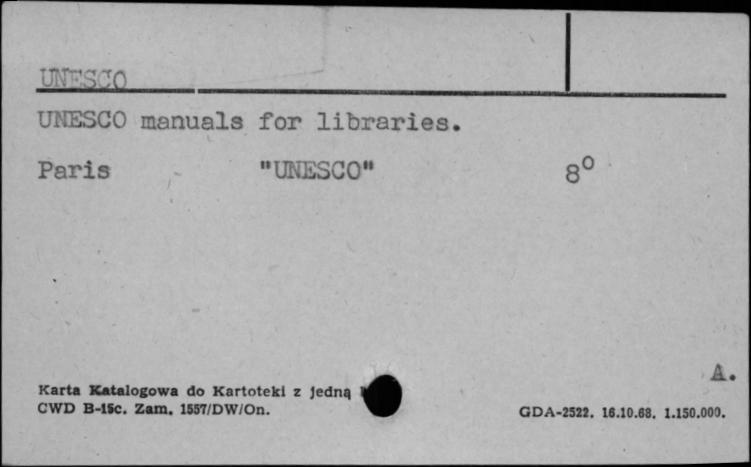 UNESCO
UNESCO manuals for libraries.
Paris "UNESCO" 8º
A.
Karta Katalogowa do Kartoteki z jedną
CWD B-15c. Zam. 1557/DW/On.
GDA-2522. 16.10.68. 1.150.000.